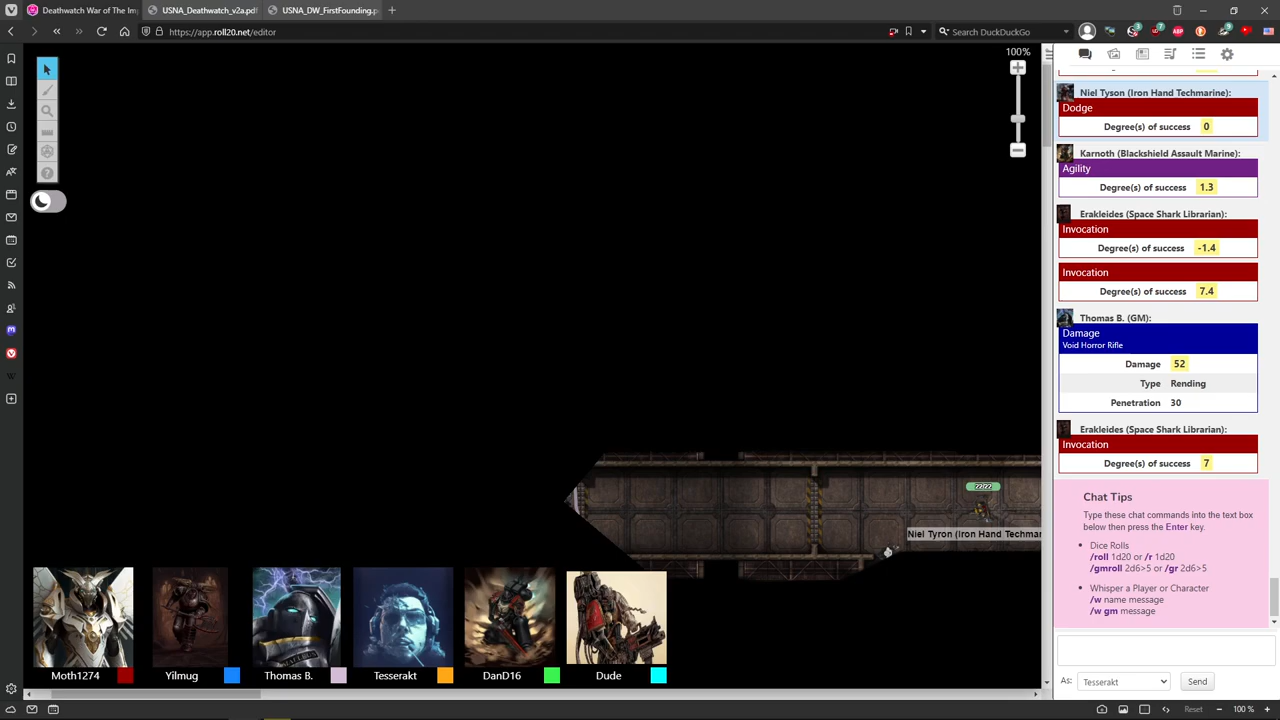 Deathwatch War of The Imp
USNA_Deathwatch_v2a.pdf
USNA_DW_FirstFounding.p
https://app.roll20.net/editor
Search DuckDuckGo
100%
Niel Tyson (Iron Hand Techmarine):
Dodge
Degree(s) of success 0
Karnoth (Blackshield Assault Marine):
Agility
Degree(s) of success 1.3
Erakleides (Space Shark Librarian):
Invocation
Degree(s) of success -1.4
Invocation
Degree(s) of success 7.4
Thomas B. (GM):
Damage
Void Horror Rifle
Damage 52
Type Rending
Penetration 30
Erakleides (Space Shark Librarian):
Invocation
Degree(s) of success 7
22/22
Niel Tyron (Iron Hand Techmar
Chat Tips
Type these chat commands into the text box
below then press the Enter key.
Dice Rolls
/roll 1d20 or /r 1d20
/gmroll 2d6>5 or /gr 2d6>5
Whisper a Player or Character
/w name message
/w gm message
Moth1274
Yilmug
Thomas B.
Tesserakt
DanD16
Dude
As: Tesserakt Send
Reset 100 %